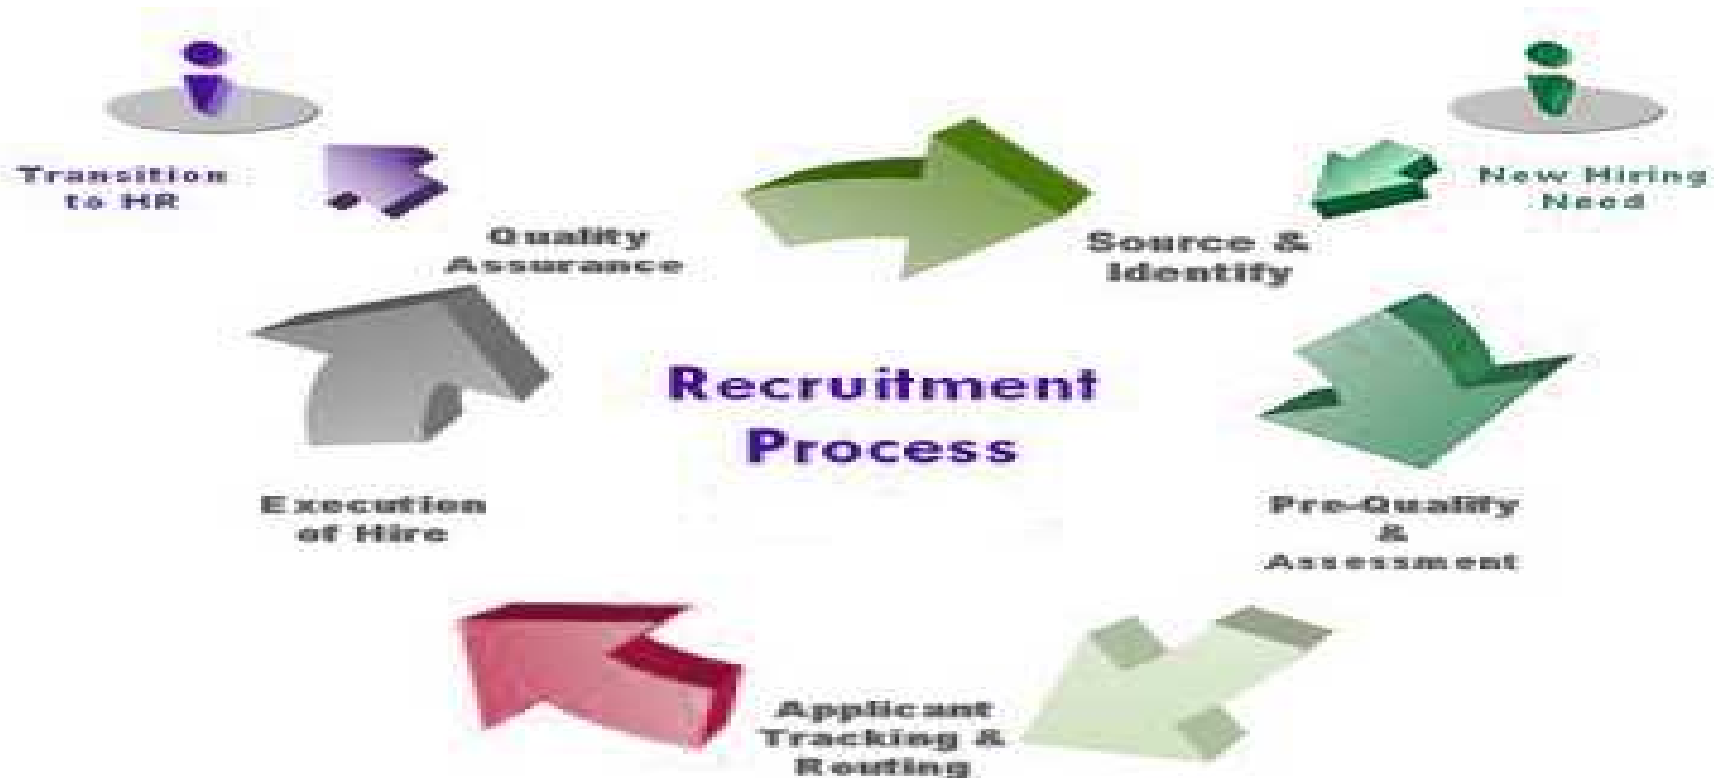 Transition
to HR
New Hiring
Need
Quality
Assurance
Source &
Identify
Recruitment
Process
Execution
of Hire
Pre-Qualify
&
Assessment
Applicant
Tracking &
Routing